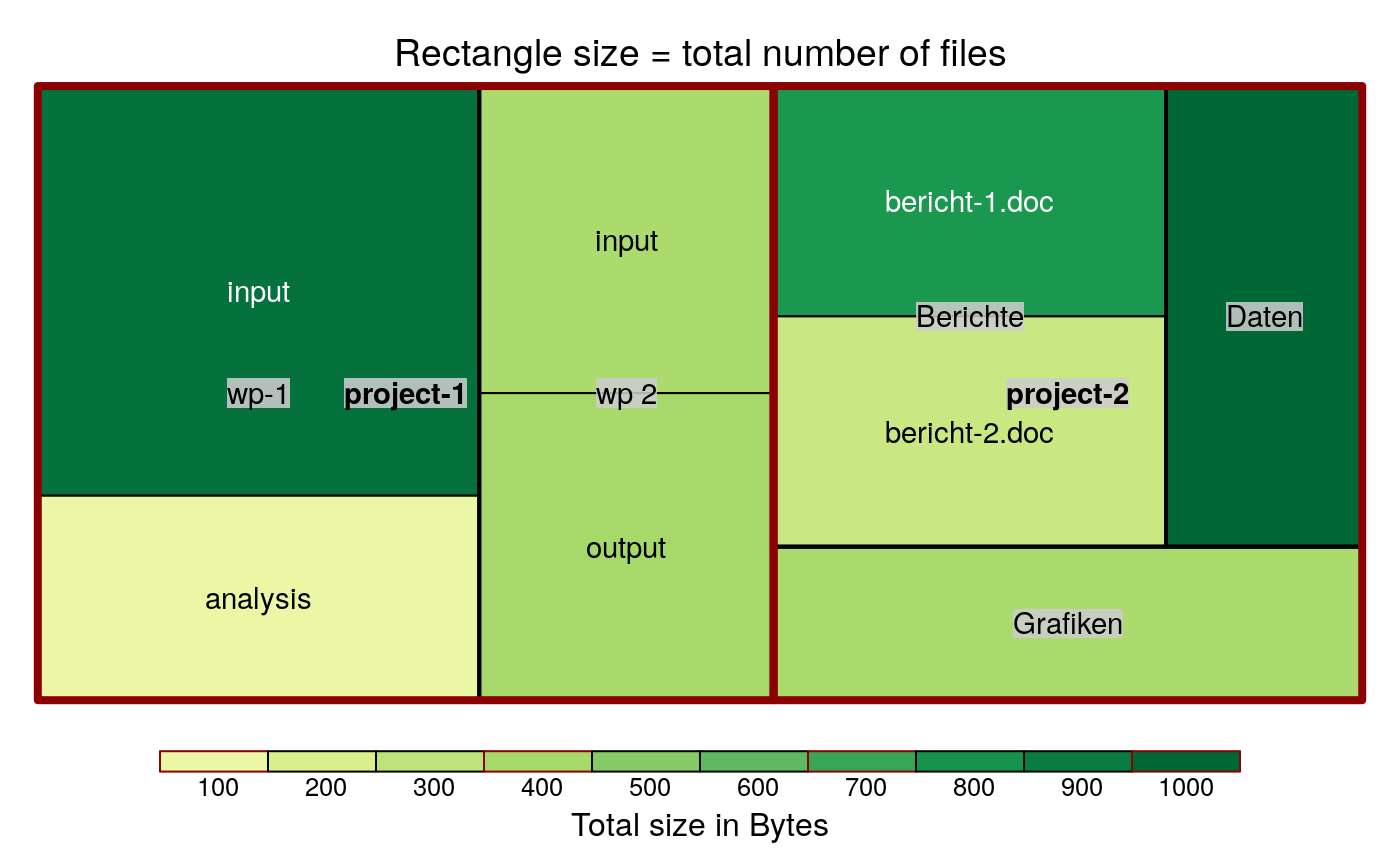 Rectangle size = total number of files
input
wp-1
project-1
analysis
input
wp 2
output
bericht-1.doc
Berichte
project-2
bericht-2.doc
Daten
Grafiken
100 200 300 400 500 600 700 800 900 1000
Total size in Bytes